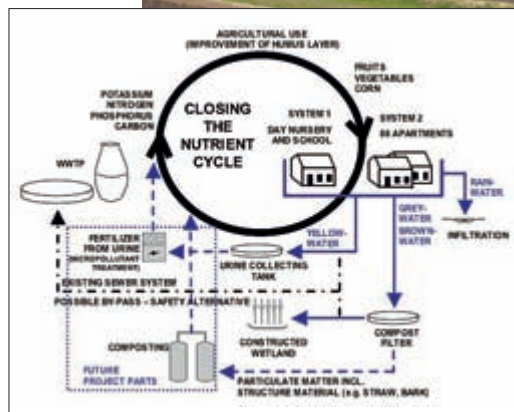 AGRICULTURAL USE
(IMPROVEMENT OF HUMUS LAYER)
FRUITS
VEGETABLES
CORN
POTASSIUM
NITROGEN
PHOSPHORUS
CARBON
CLOSING
THE
NUTRIENT
CYCLE
SYSTEM 1
DAY NURSERY
AND SCHOOL
SYSTEM 2
88 APARTMENTS
WWTP
RAIN-
WATER
INFILTRATION
GREY-
WATER
BROWN-
WATER
YELLOW-
WATER
FERTILIZER
FROM URINE
(MICROPOLLUTANT
TREATMENT)
URINE COLLECTING
TANK
EXISTING SEWER SYSTEM
POSSIBLE BY-PASS – SAFETY ALTERNATIVE
COMPOSTING
CONSTRUCTED
WETLAND
COMPOST
FILTER
FUTURE
PROJECT PARTS
PARTICULATE MATTER INCL.
STRUCTURE MATERIAL (e.g. STRAW, BARK)